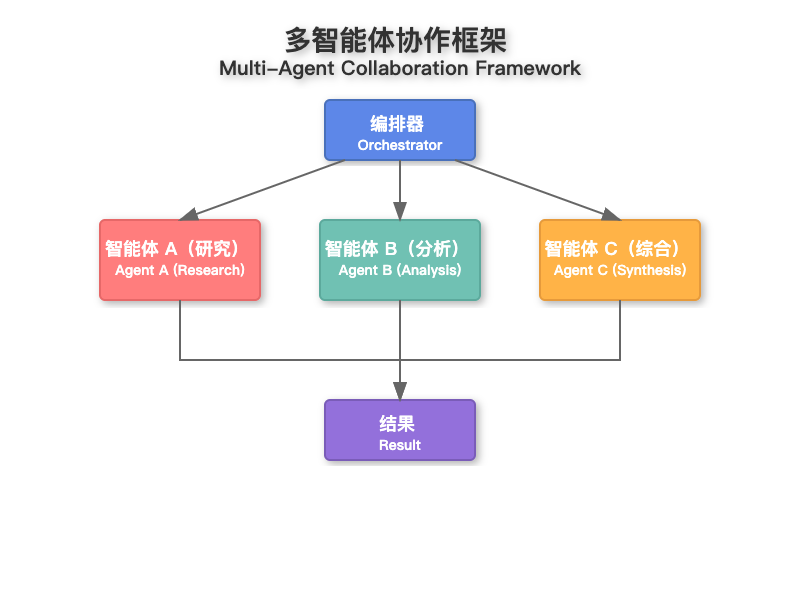 多智能体协作框架
Multi-Agent Collaboration Framework
编排器
Orchestrator
智能体 A（研究）
Agent A (Research)
智能体 B（分析）
Agent B (Analysis)
智能体 C（综合）
Agent C (Synthesis)
结果
Result